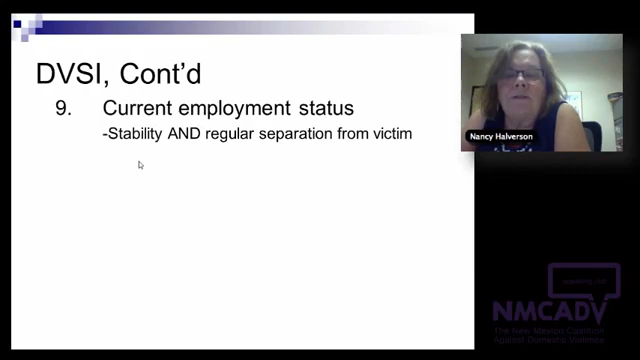 DVSI, Cont'd
9. Current employment status
-Stability AND regular separation from victim
Nancy Halverson
NMCADV
The New Mexico Coalition
Against Domestic Violence